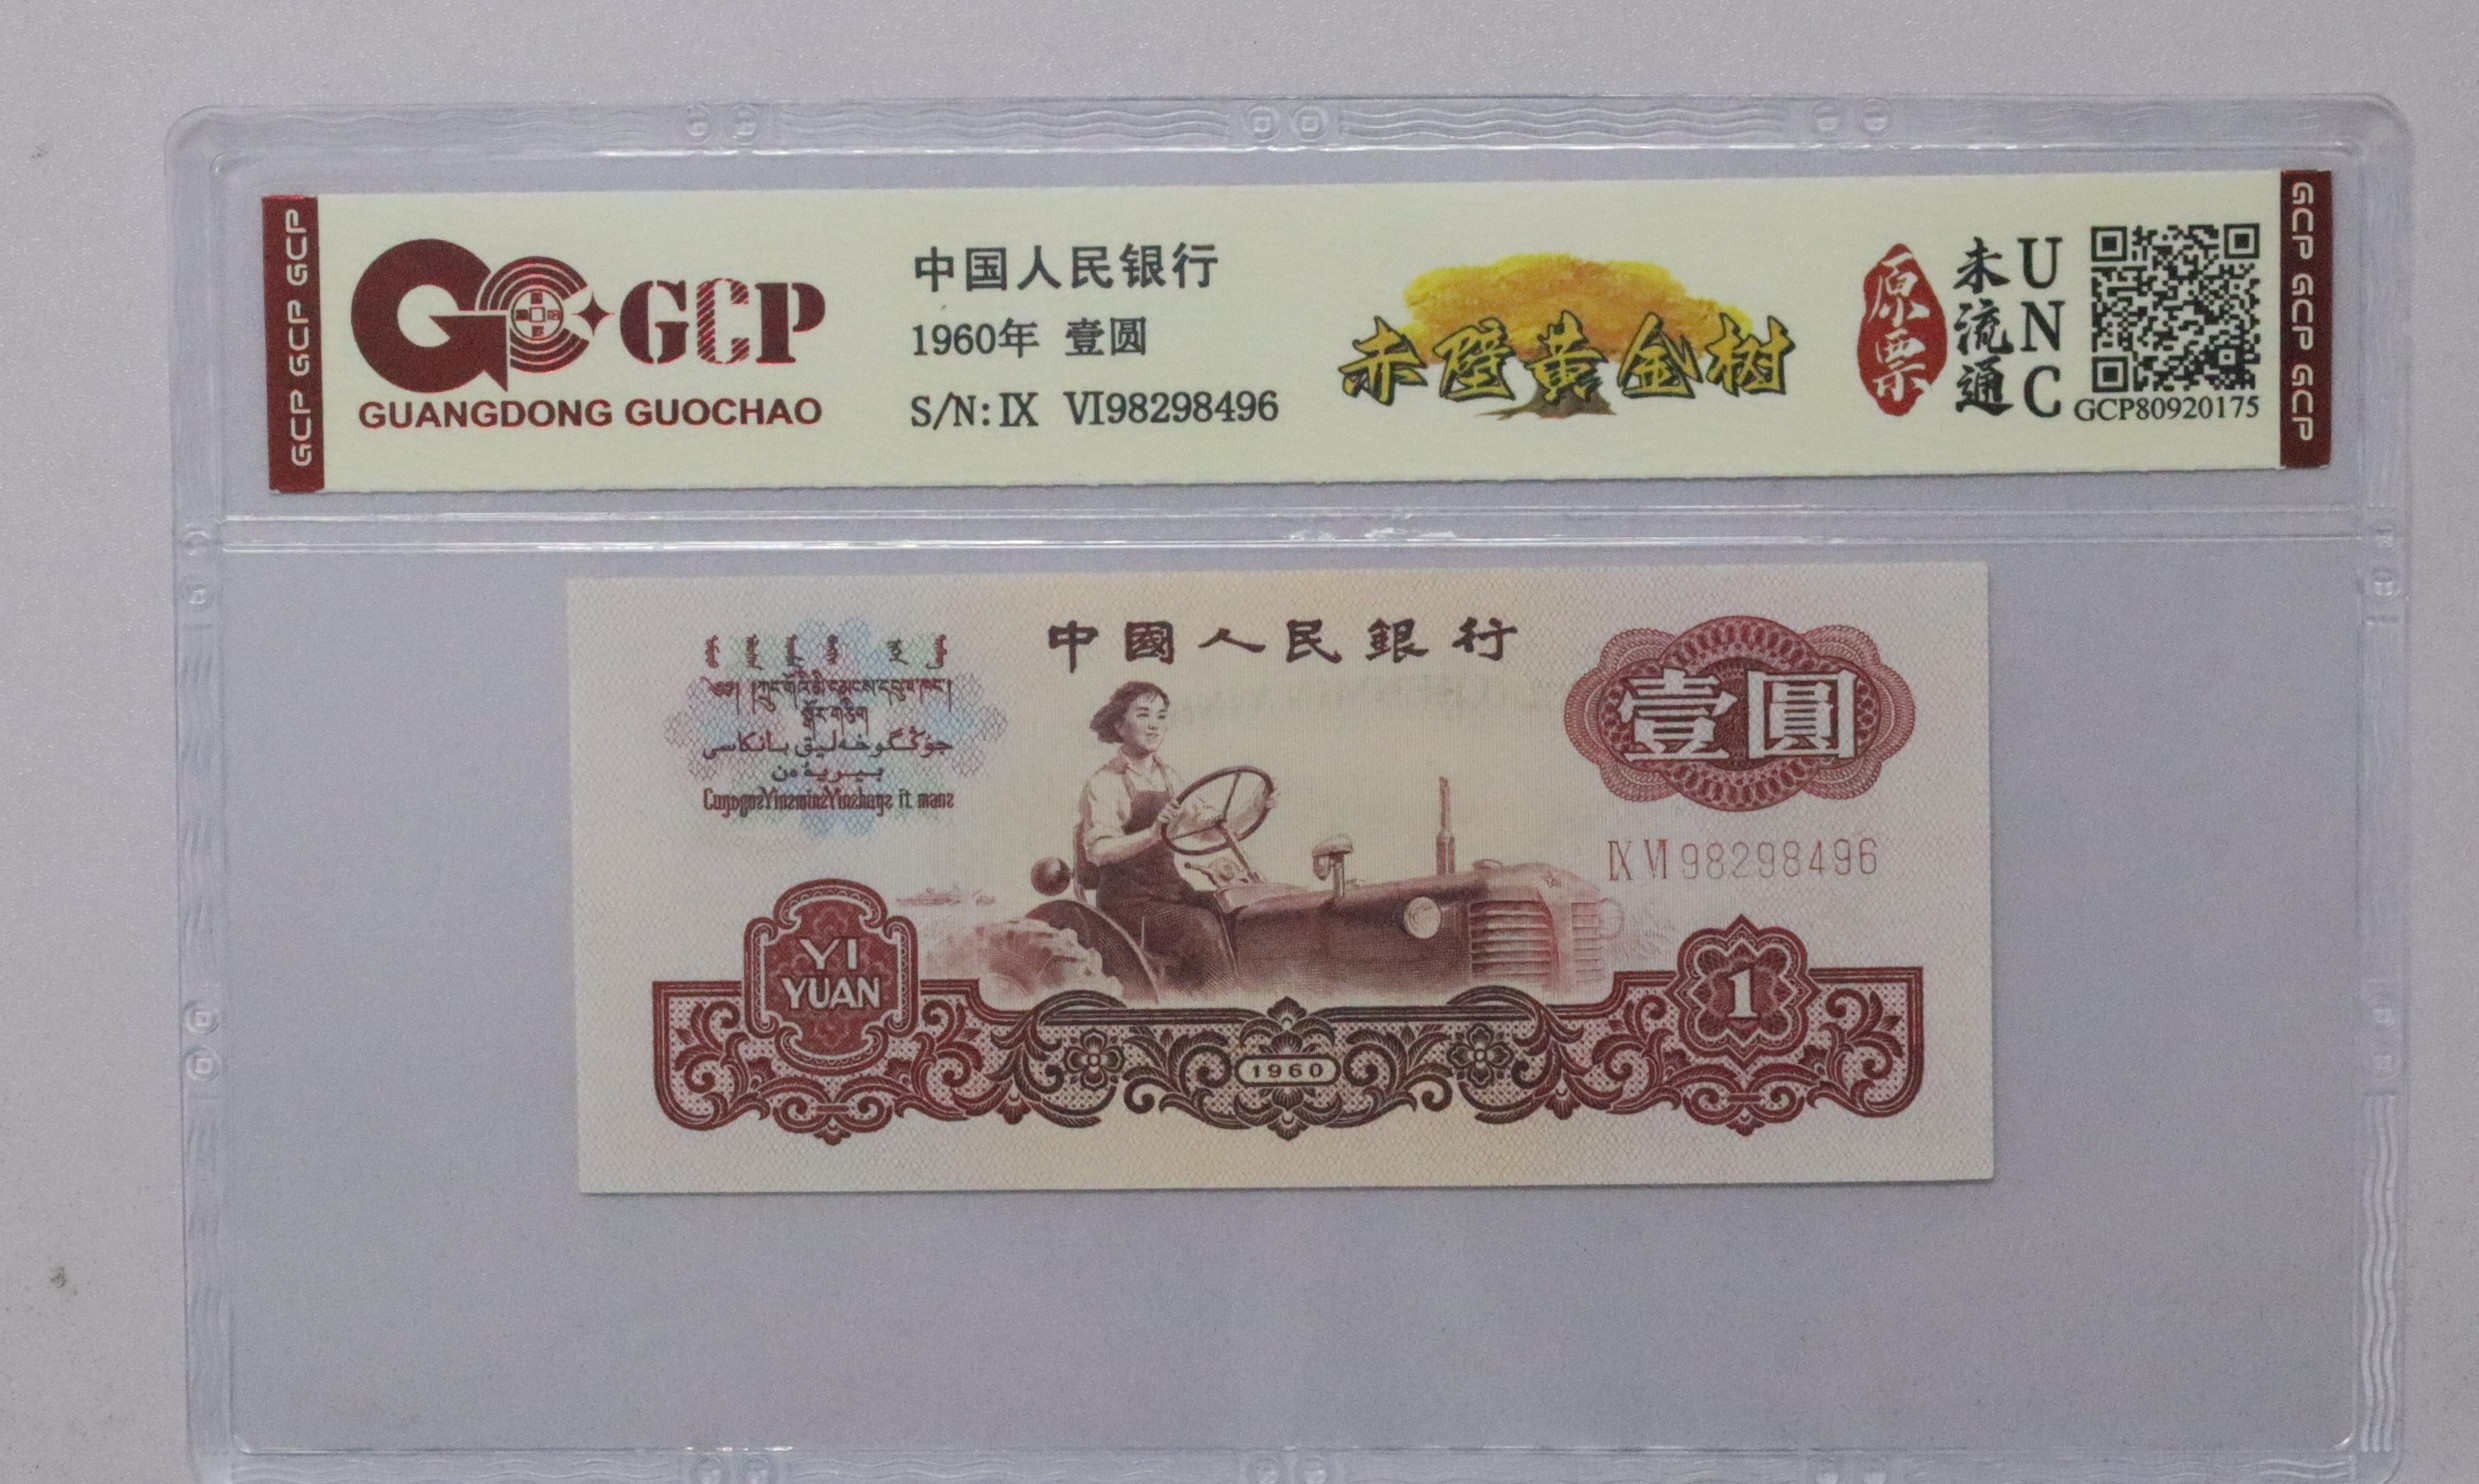 GCP GCP GCP
GCP
GUANGDONG GUOCHAO
中国人民银行
1960年 壹圆
S/N: IX VI98298496
赤壁黄金树
原票
未流通
UNC
GCP80920175
GCP GCP GCP
中國人民銀行
壹圓
IX VI 98298496
YI
YUAN
1960
1